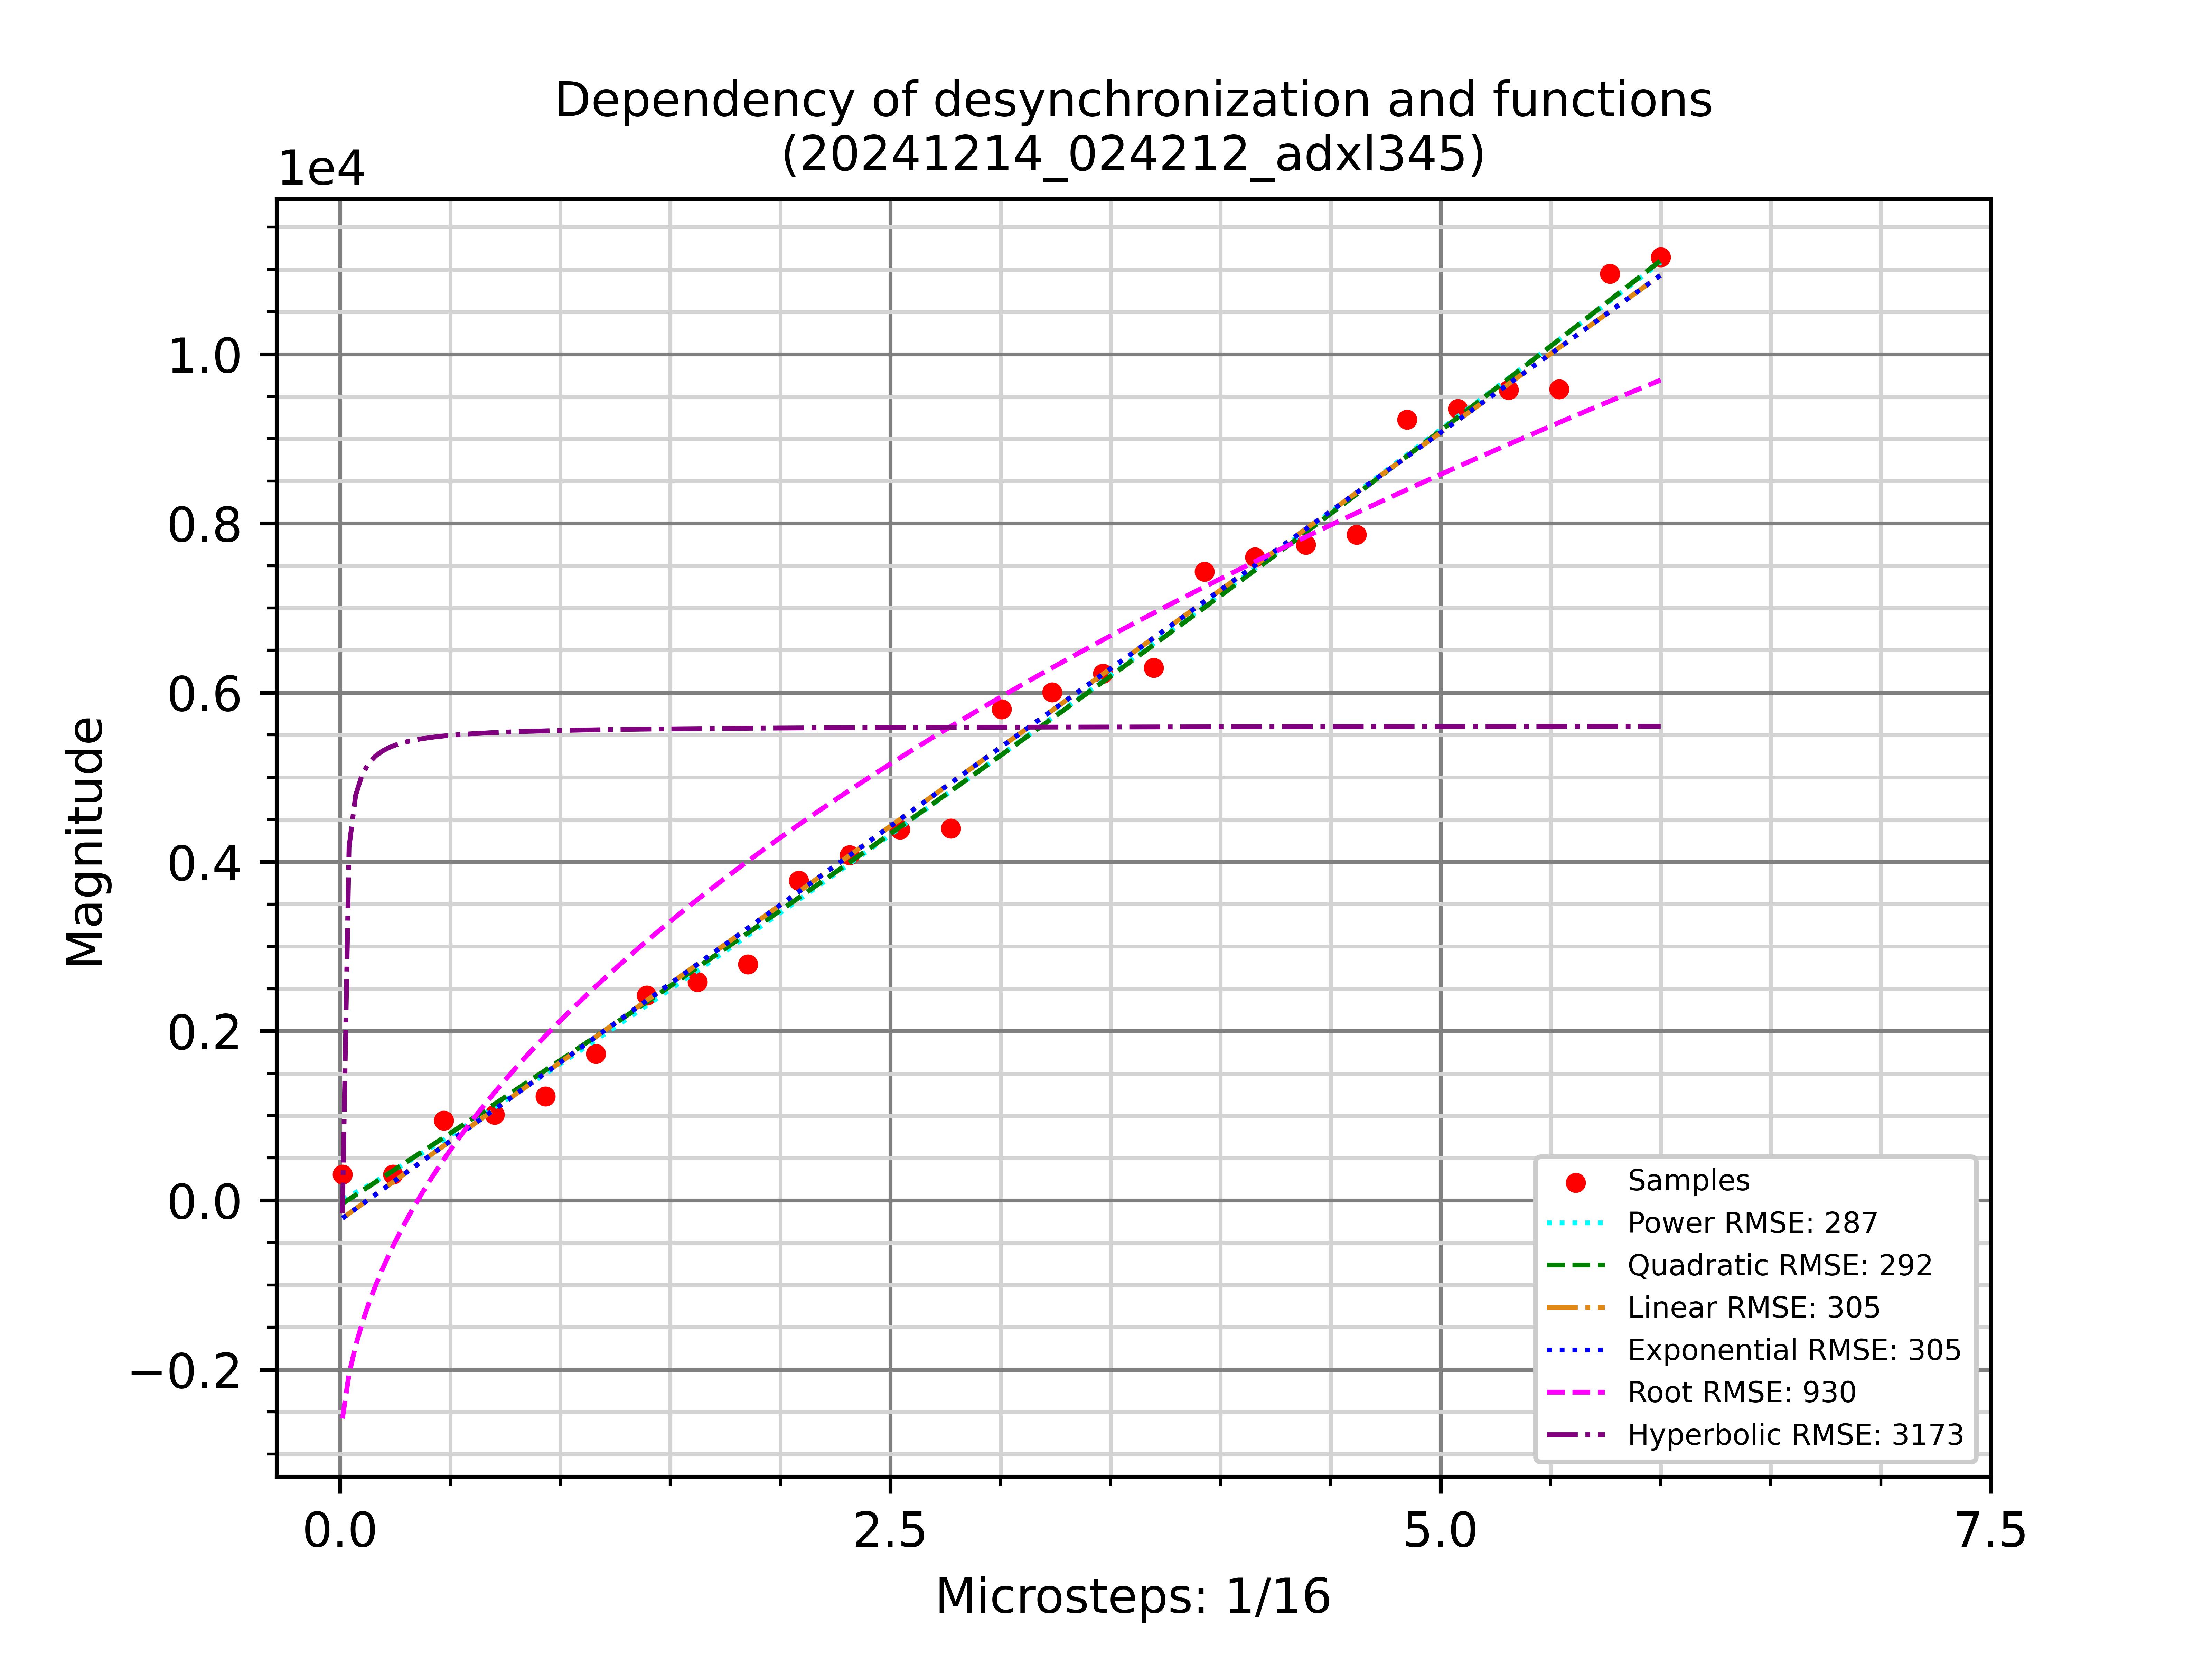 Dependency of desynchronization and functions
(20241214_024212_adxl345)
1e4
1.0
0.8
0.6
0.4
0.2
0.0
−0.2
Magnitude
Samples
Power RMSE: 287
Quadratic RMSE: 292
Linear RMSE: 305
Exponential RMSE: 305
Root RMSE: 930
Hyperbolic RMSE: 3173
0.0
2.5
5.0
7.5
Microsteps: 1/16